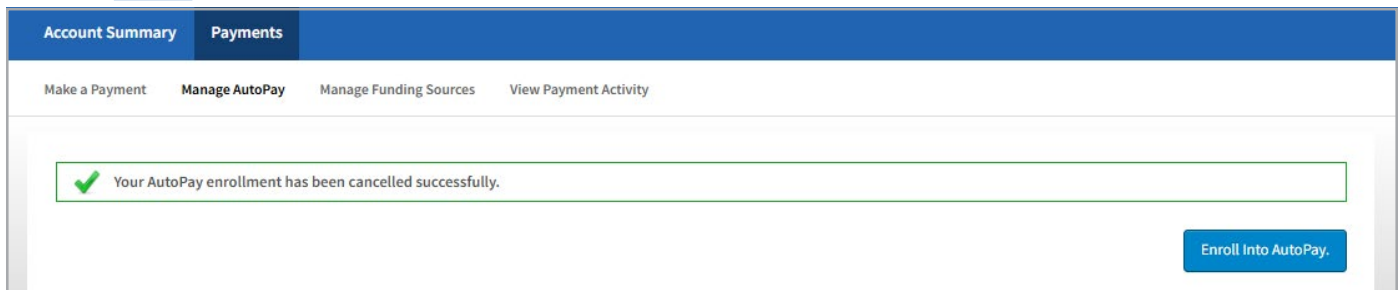 Account Summary Payments
Make a Payment Manage AutoPay Manage Funding Sources View Payment Activity
Your AutoPay enrollment has been cancelled successfully.
Enroll Into AutoPay.